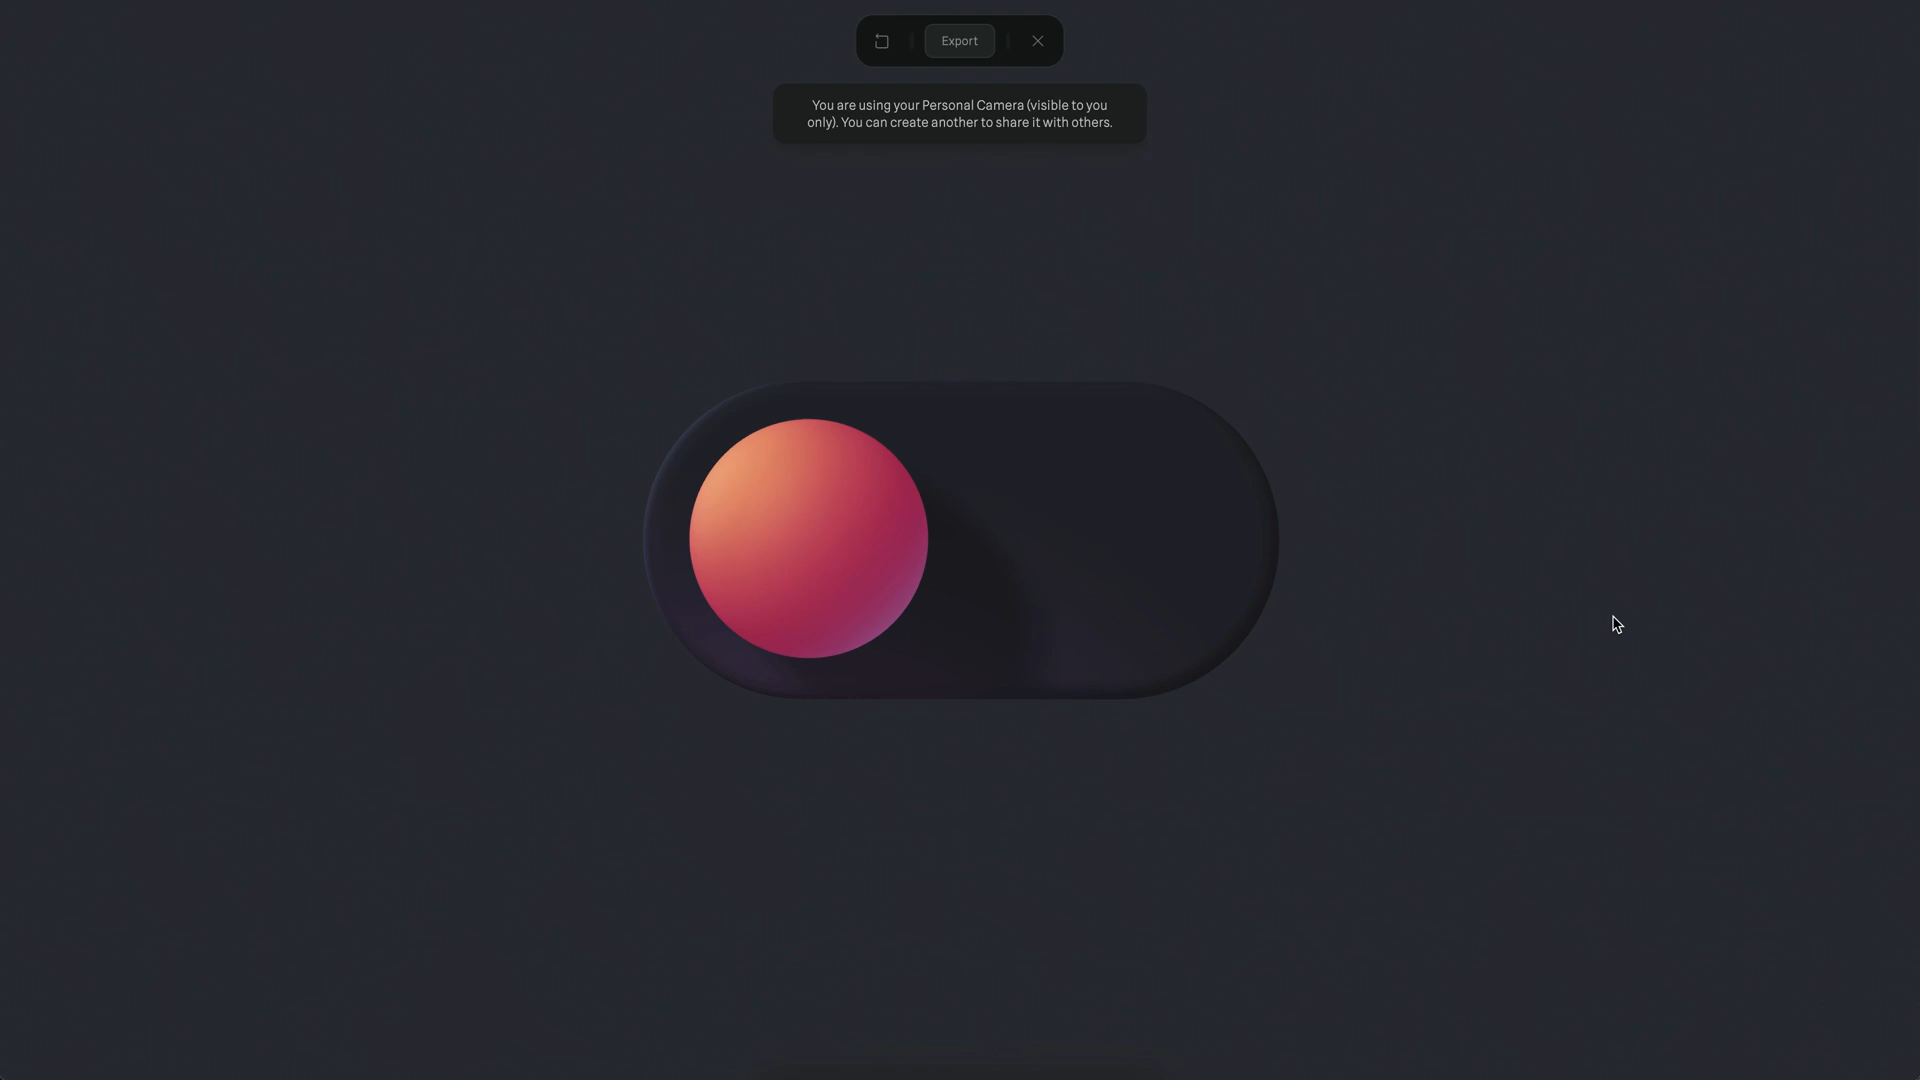 Export
You are using your Personal Camera (visible to you
only). You can create another to share it with others.